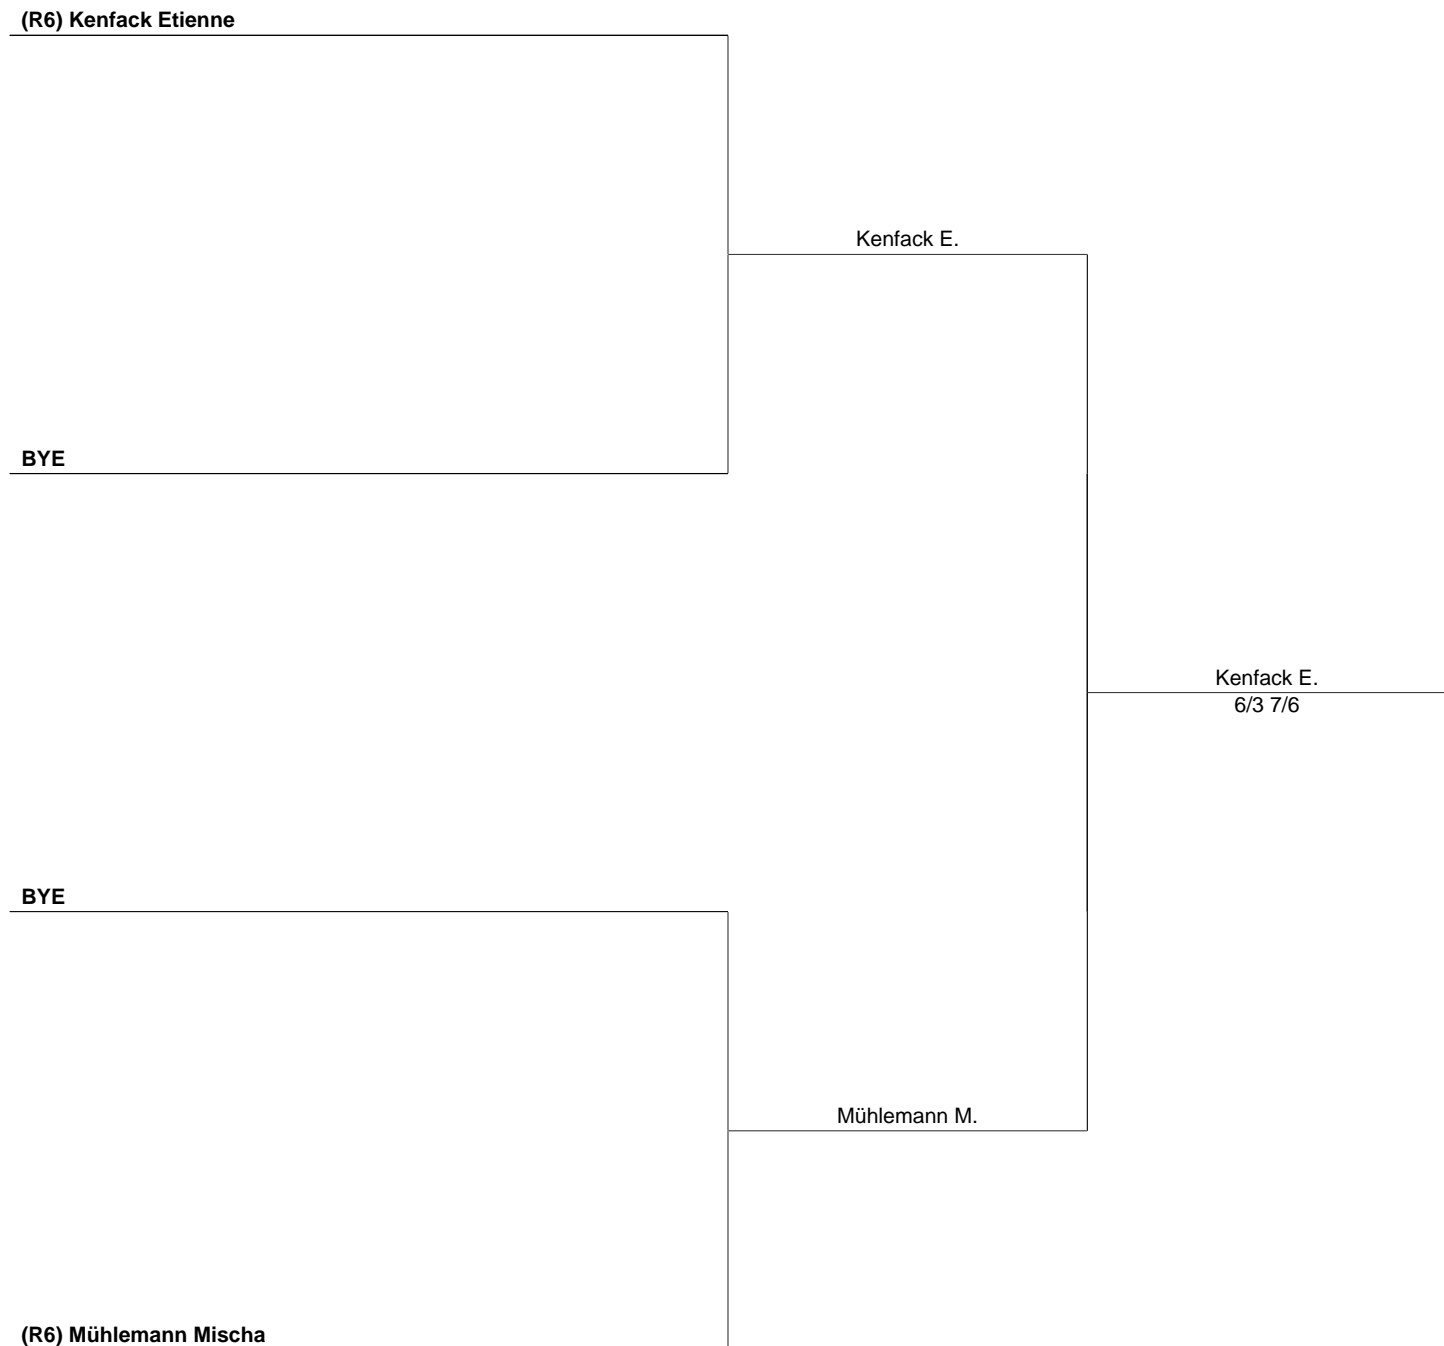 (R6) Kenfack Etienne
Kenfack E.
BYE
Kenfack E.
6/3 7/6
BYE
Mühlemann M.
(R6) Mühlemann Mischa